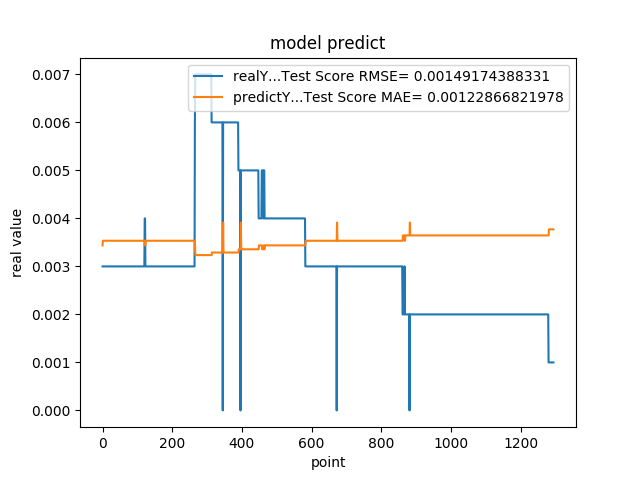 model predict
realY...Test Score RMSE= 0.00149174388331
predictY...Test Score MAE= 0.00122866821978
0.007
0.006
0.005
0.004
0.003
0.002
0.001
0.000
real value
0 200 400 600 800 1000 1200
point